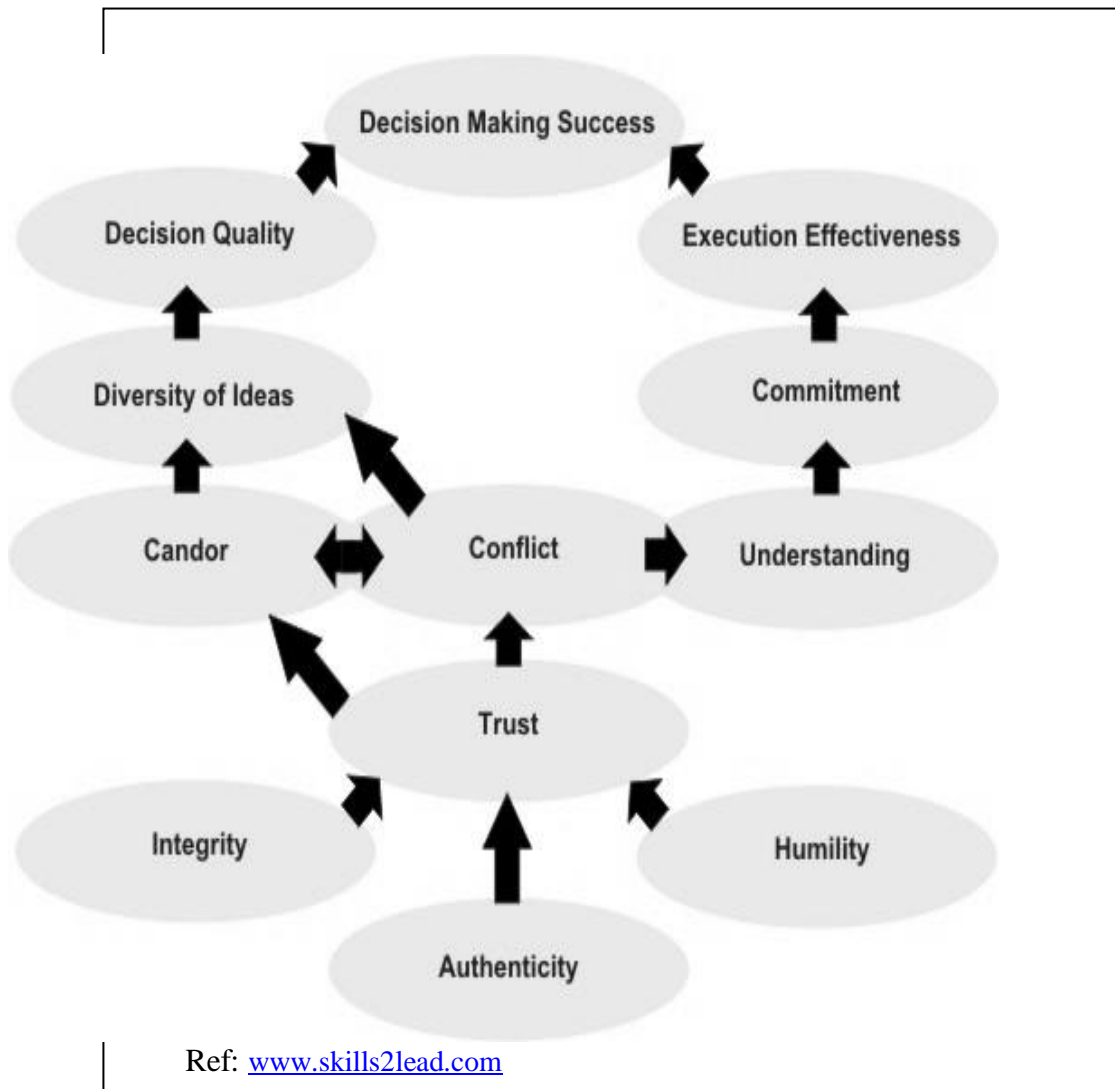 Decision Making Success
Decision Quality
Execution Effectiveness
Diversity of Ideas
Commitment
Candor
Conflict
Understanding
Trust
Integrity
Humility
Authenticity
Ref: www.skills2lead.com